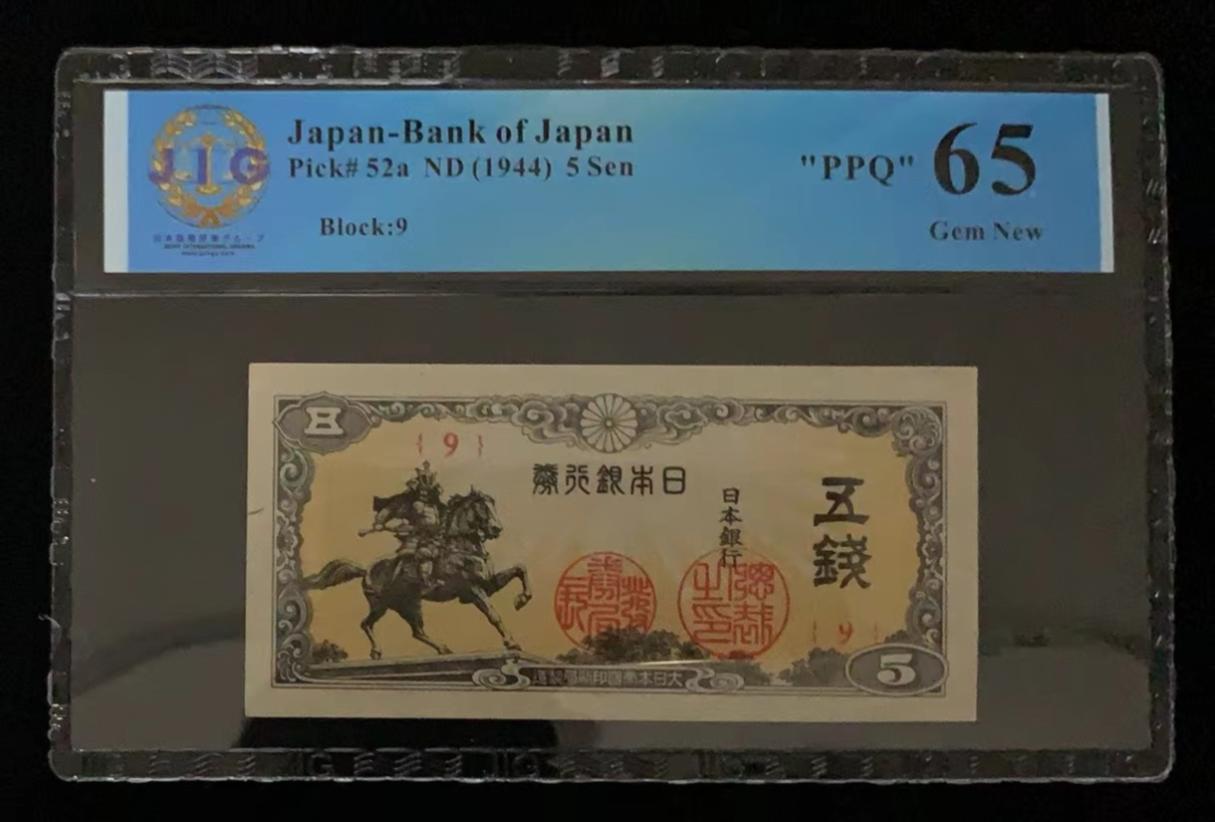 Japan-Bank of Japan
Pick# 52a ND (1944) 5 Sen
"PPQ" 65
Block:9
Gem New
JIG
五
{ 9 }
日本銀行券
日本銀行
五錢
{ 9 }
5